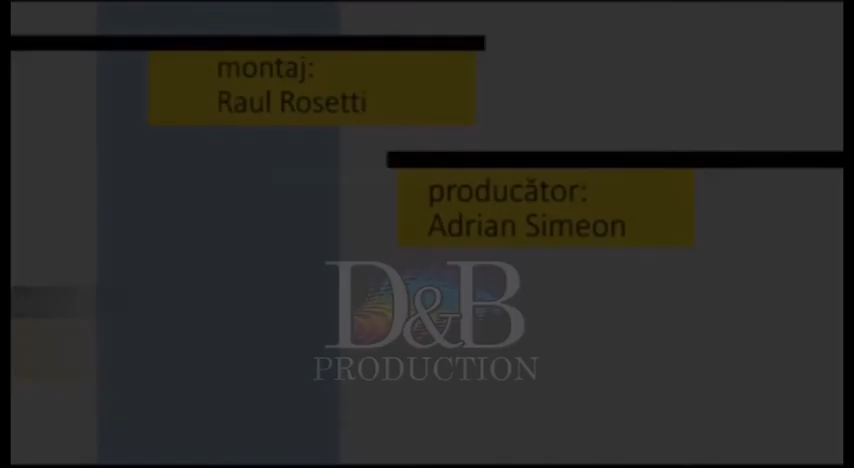 montaj:
Raul Rosetti
producător:
Adrian Simeon
D&B
PRODUCTION